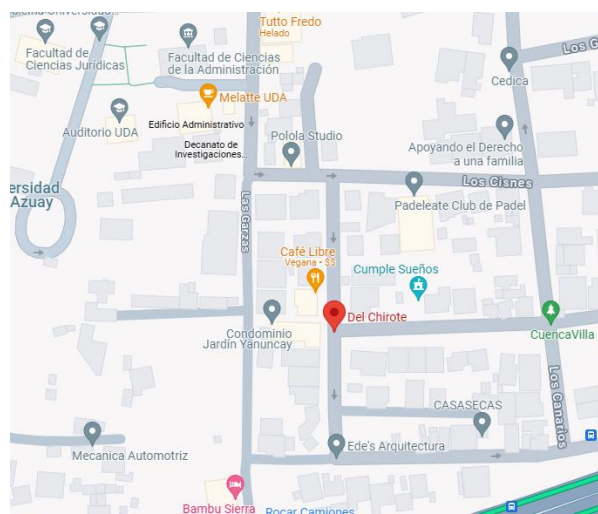 Tutto Fredo
Helado
Los G
Facultad de
Ciencias Jurídicas
Facultad de Ciencias
de la Administración
Cedica
Melatte UDA
Auditorio UDA
Edificio Administrativo
Polola Studio
Decanato de
Investigaciones...
Apoyando el Derecho
a una familia
ersidad
Azuay
Los Cisnes
Padeleate Club de Padel
Las Garzas
Café Libre
Vegana • $$
Cumple Sueños
Del Chirote
Condominio
Jardín Yanuncay
CuencaVilla
Los Canarios
CASASECAS
Mecanica Automotriz
Ede's Arquitectura
Bambu Sierra
Rocar Camiones